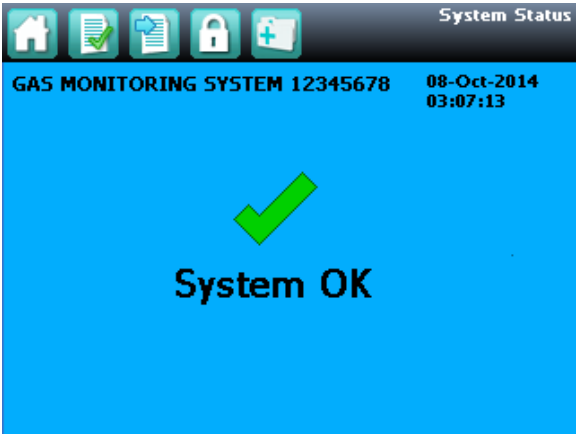 System Status
GAS MONITORING SYSTEM 12345678
08-Oct-2014
03:07:13
System OK